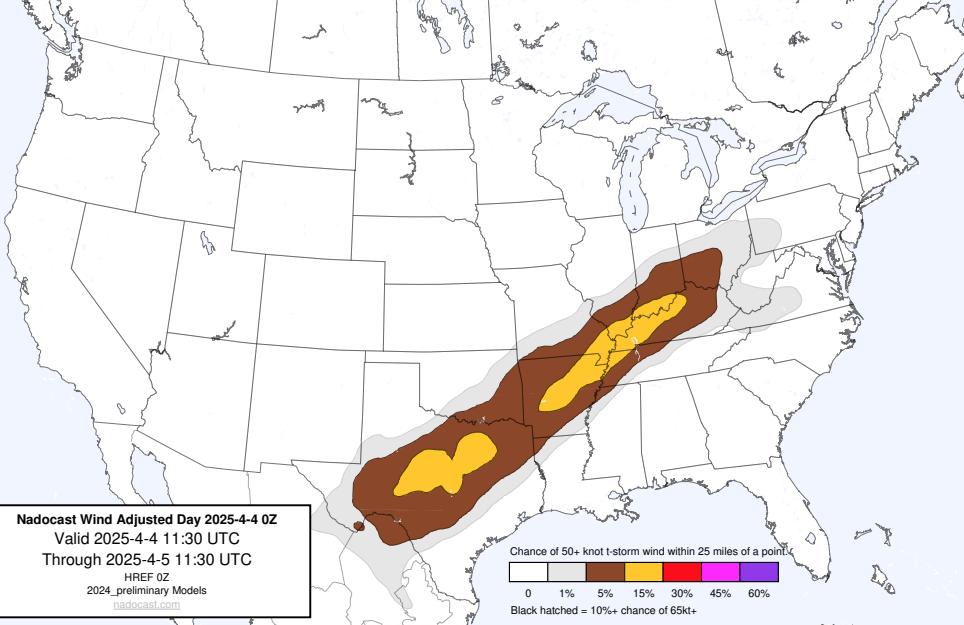 Nadocast Wind Adjusted Day 2025-4-4 0Z
Valid 2025-4-4 11:30 UTC
Through 2025-4-5 11:30 UTC
HREF 0Z
2024_preliminary Models
nadocast.com
Chance of 50+ knot t-storm wind within 25 miles of a point.
0 1% 5% 15% 30% 45% 60%
Black hatched = 10%+ chance of 65kt+